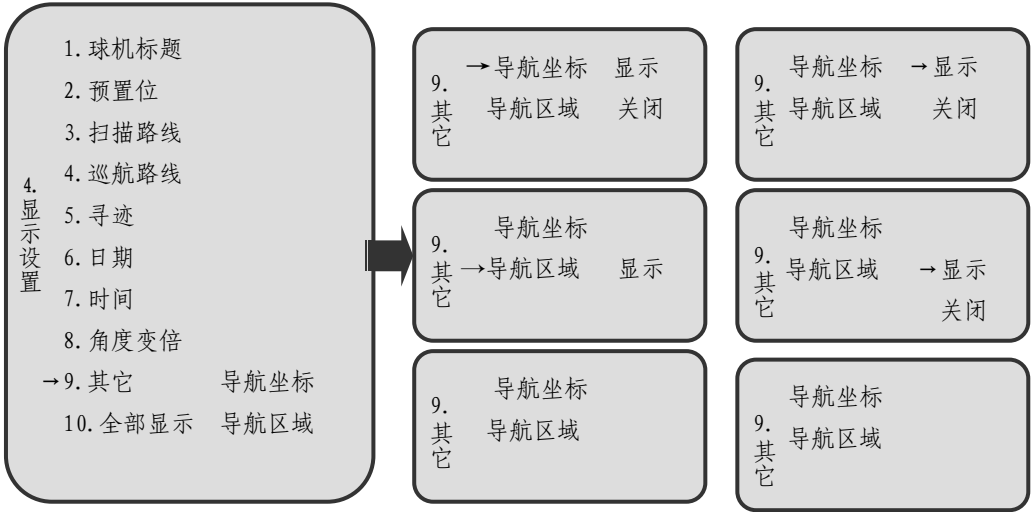 4.显示设置
1.球机标题
2.预置位
3.扫描路线
4.巡航路线
5.寻迹
6.日期
7.时间
8.角度变倍
→9.其它 导航坐标
10.全部显示 导航区域
9.其它
→导航坐标 显示
导航区域 关闭
9.其它
导航坐标 →显示
导航区域 关闭
9.其它
导航坐标
→导航区域 显示
9.其它
导航坐标
导航区域 →显示
关闭
9.其它
导航坐标
导航区域
9.其它
导航坐标
导航区域